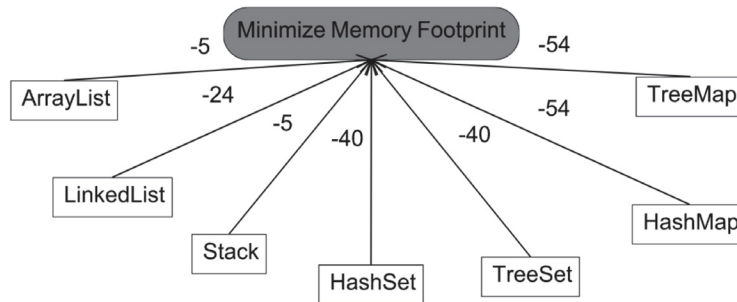 Minimize Memory Footprint
-5
-54
ArrayList
-24
TreeMap
-5
-40
-40
-54
LinkedList
HashMap
Stack
HashSet
TreeSet